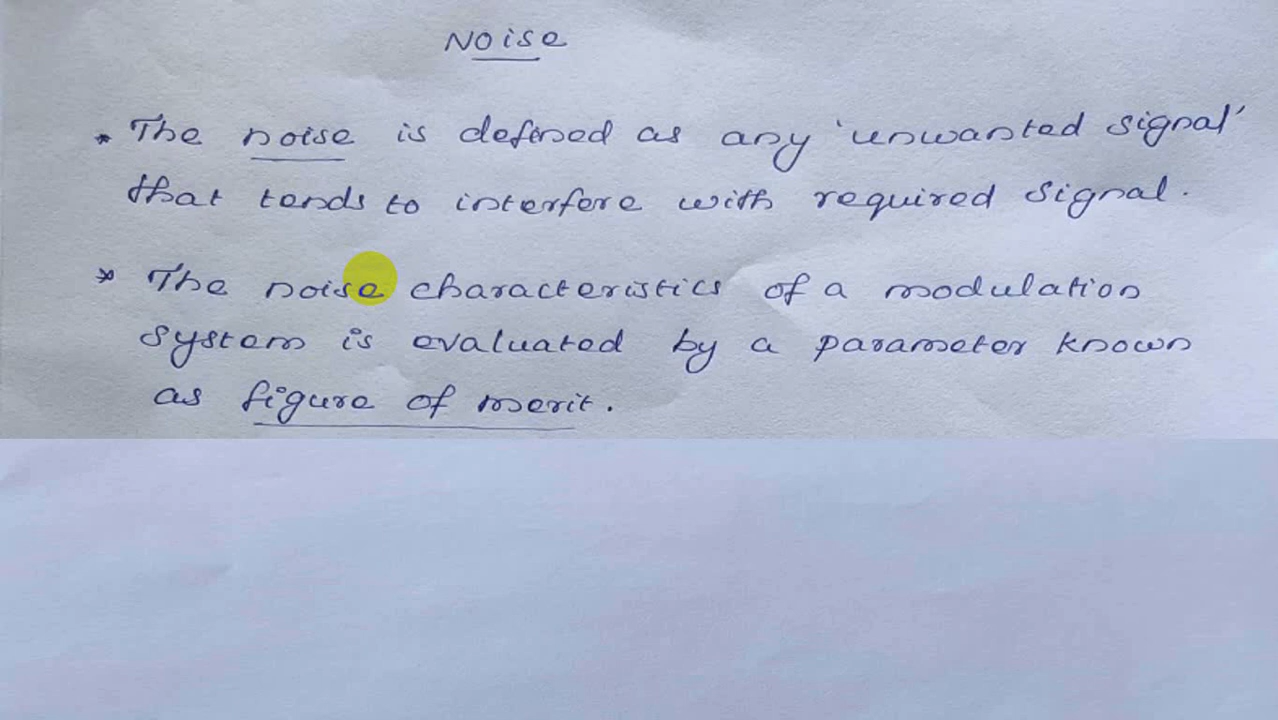 Noise
* The noise is defined as any 'unwanted signal'
that tends to interfere with required signal.
* The noise characteristics of a modulation
system is evaluated by a parameter known
as figure of merit.